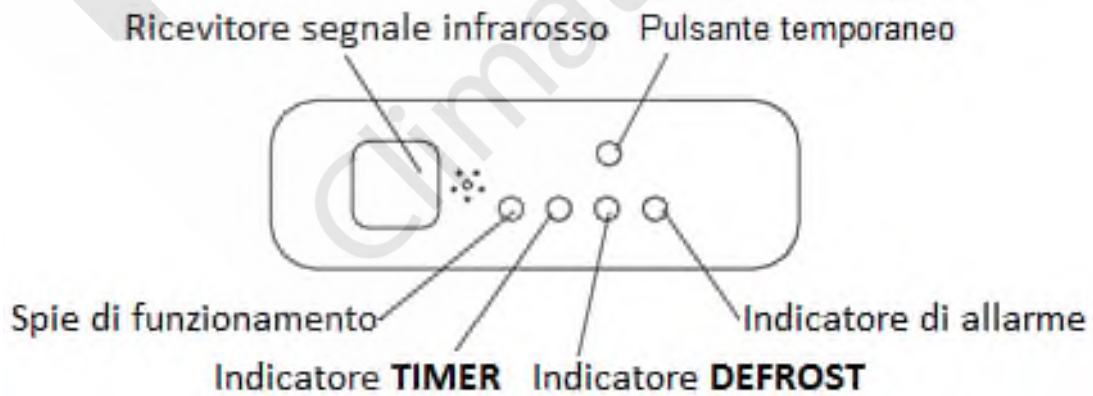 Ricevitore segnale infrarosso Pulsante temporaneo
Spie di funzionamento Indicatore di allarme
Indicatore TIMER Indicatore DEFROST